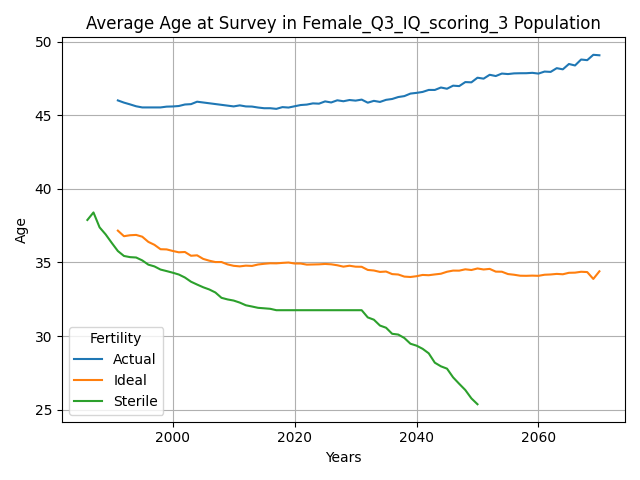 Average Age at Survey in Female_Q3_IQ_scoring_3 Population
50
45
40
35
30
25
Age
Fertility
Actual
Ideal
Sterile
2000 2020 2040 2060
Years